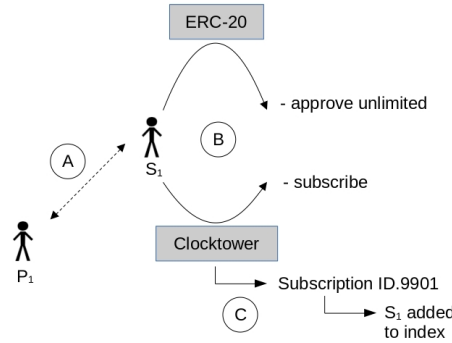 ERC-20
- approve unlimited
A
B
S₁
- subscribe
Clocktower
P₁
Subscription ID.9901
C
S₁ added
to index